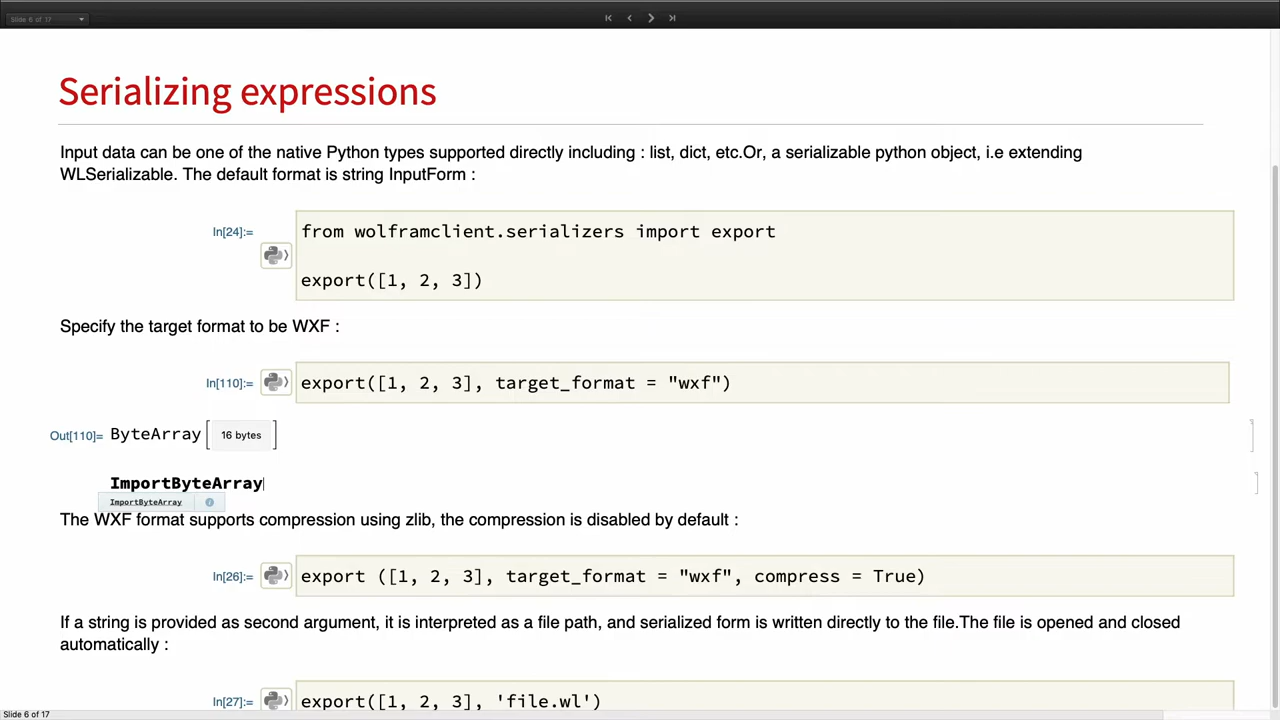 Slide 6 of 17
Serializing expressions
Input data can be one of the native Python types supported directly including : list, dict, etc.Or, a serializable python object, i.e extending
WLSerializable. The default format is string InputForm :
In[24]:=
from wolframclient.serializers import export
export([1, 2, 3])
Specify the target format to be WXF :
In[110]:= export([1, 2, 3], target_format = "wxf")
Out[110]= ByteArray[ 16 bytes ]
ImportByteArray
ImportByteArray i
The WXF format supports compression using zlib, the compression is disabled by default :
In[26]:= export ([1, 2, 3], target_format = "wxf", compress = True)
If a string is provided as second argument, it is interpreted as a file path, and serialized form is written directly to the file.The file is opened and closed
automatically :
In[27]:= export([1, 2, 3], 'file.wl')
Slide 6 of 17